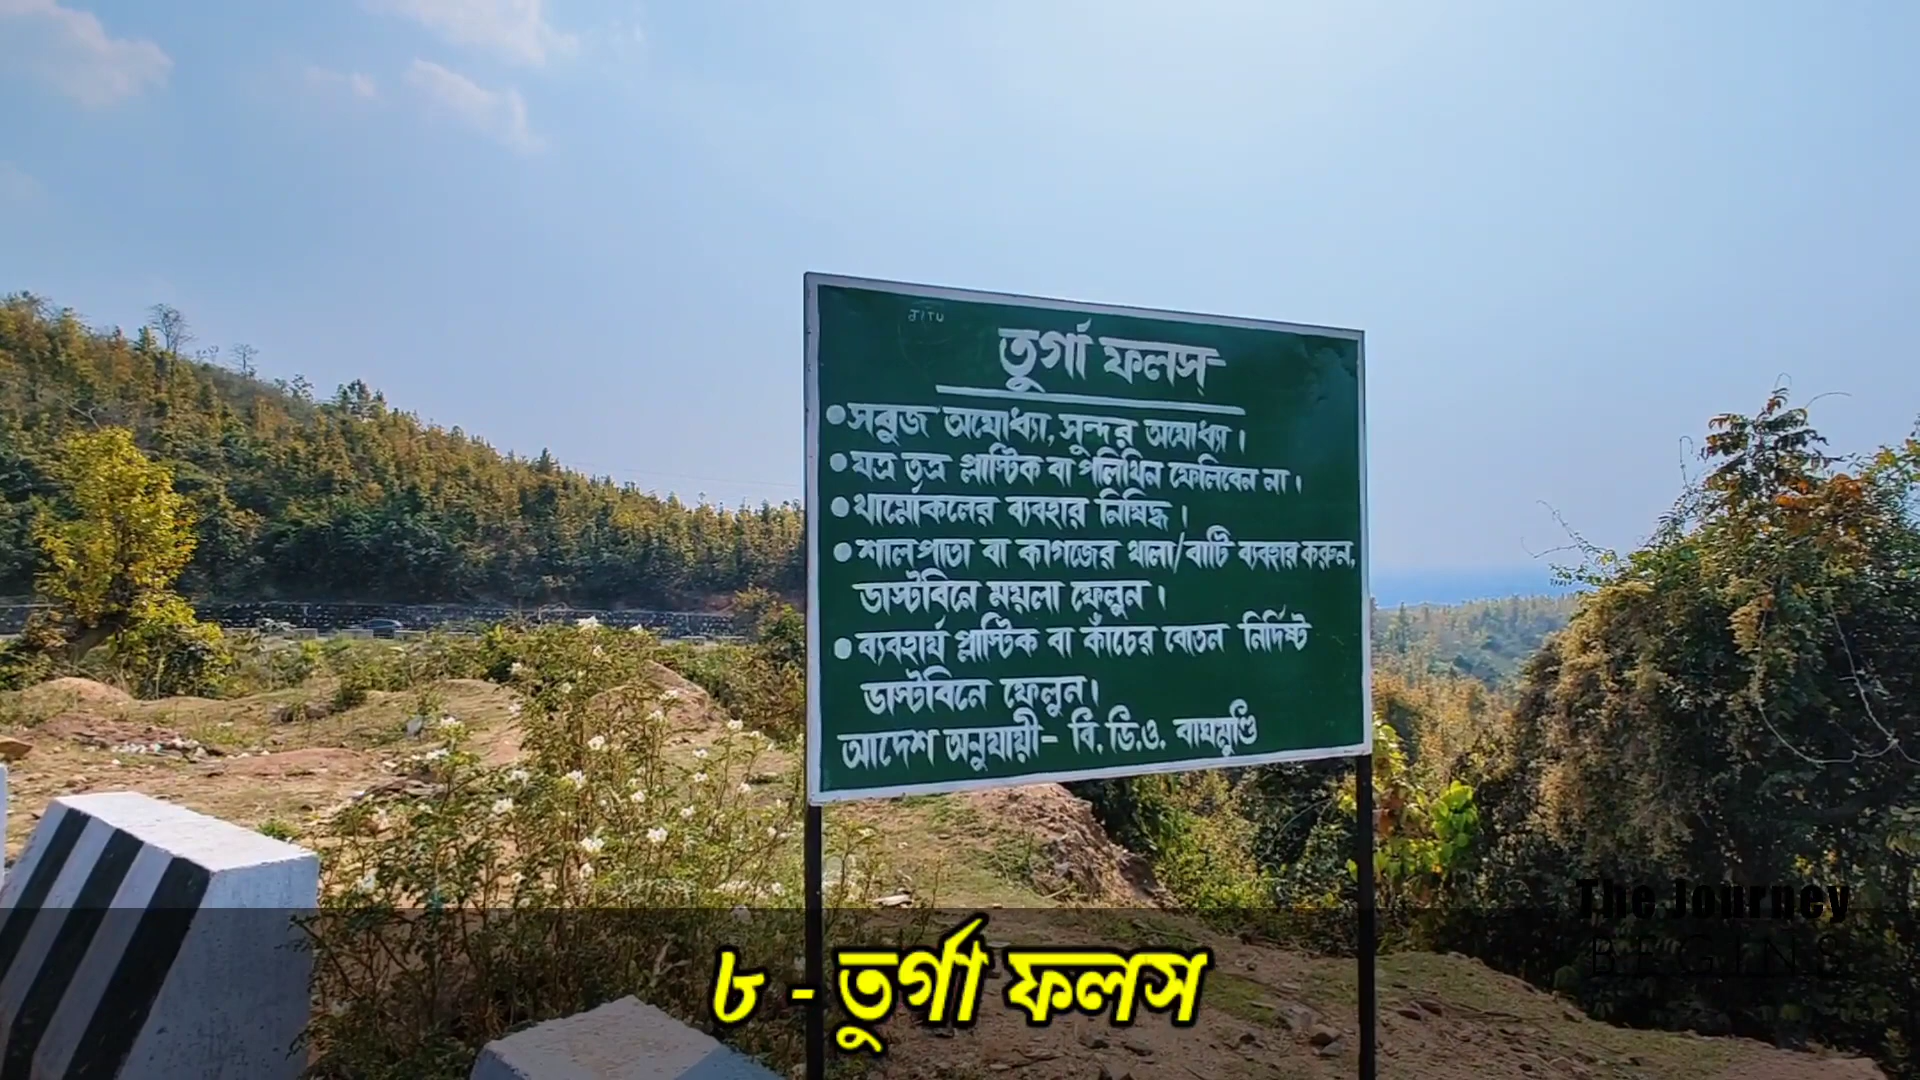 JITU
তুর্গা ফলস্
•সবুজ অযোধ্যা, সুন্দর অযোধ্যা।
•যত্র তত্র প্লাস্টিক বা পলিথিন ফেলিবেন না।
•থার্মোকলের ব্যবহার নিষিদ্ধ।
•শালপাতা বা কাগজের থালা/বাটি ব্যবহার করুন,
ডাস্টবিনে ময়লা ফেলুন।
•ব্যবহার্য প্লাস্টিক বা কাঁচের বোতল নির্দিষ্ট
ডাস্টবিনে ফেলুন।
আদেশ অনুযায়ী- বি.ডি.ও. বাঘমুণ্ডি
The Journey
BEGINS
৮ - তুর্গা ফলস